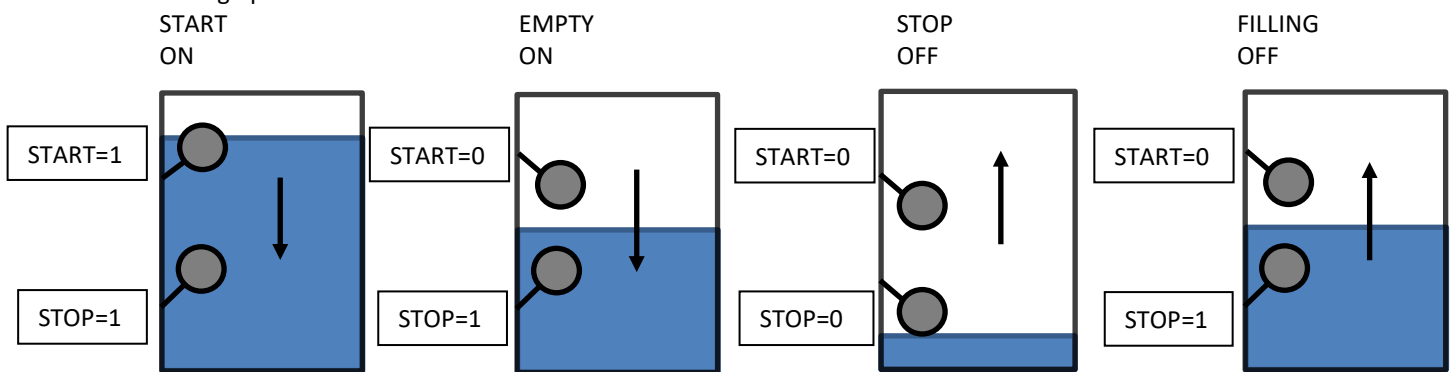 START
ON
EMPTY
ON
STOP
OFF
FILLING
OFF
START=1
START=0
START=0
START=0
STOP=1
STOP=1
STOP=0
STOP=1